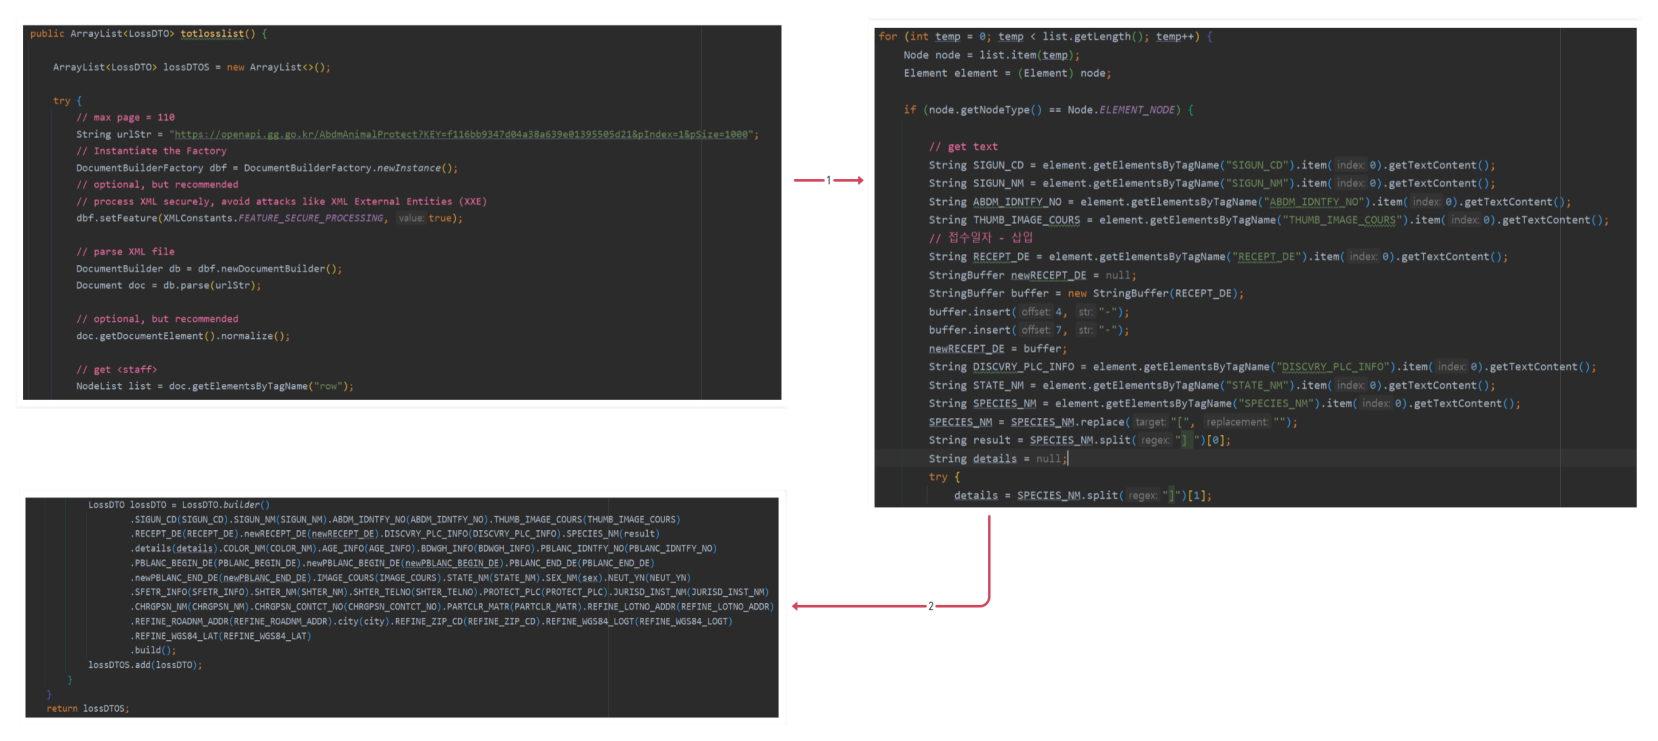 public ArrayList<LossDTO> totlosslist() {
ArrayList<LossDTO> lossDTOS = new ArrayList<>();
try {
// max page = 110
String urlStr = "https://openapi.gg.go.kr/AbdmAnimalProtect?KEY=f116bb9347d04a38a639e01395505d21&pIndex=1&pSize=1000";
// Instantiate the Factory
DocumentBuilderFactory dbf = DocumentBuilderFactory.newInstance();
// optional, but recommended
// process XML securely, avoid attacks like XML External Entities (XXE)
dbf.setFeature(XMLConstants.FEATURE_SECURE_PROCESSING, value: true);
// parse XML file
DocumentBuilder db = dbf.newDocumentBuilder();
Document doc = db.parse(urlStr);
// optional, but recommended
doc.getDocumentElement().normalize();
// get <staff>
NodeList list = doc.getElementsByTagName("row");
1
for (int temp = 0; temp < list.getLength(); temp++) {
Node node = list.item(temp);
Element element = (Element) node;
if (node.getNodeType() == Node.ELEMENT_NODE) {
// get text
String SIGUN_CD = element.getElementsByTagName("SIGUN_CD").item( index: 0).getTextContent();
String SIGUN_NM = element.getElementsByTagName("SIGUN_NM").item( index: 0).getTextContent();
String ABDM_IDNTFY_NO = element.getElementsByTagName("ABDM_IDNTFY_NO").item( index: 0).getTextContent();
String THUMB_IMAGE_COURS = element.getElementsByTagName("THUMB_IMAGE_COURS").item( index: 0).getTextContent();
// 접수일자 - 삽입
String RECEPT_DE = element.getElementsByTagName("RECEPT_DE").item( index: 0).getTextContent();
StringBuffer newRECEPT_DE = null;
StringBuffer buffer = new StringBuffer(RECEPT_DE);
buffer.insert( offset: 4, str: "-");
buffer.insert( offset: 7, str: "-");
newRECEPT_DE = buffer;
String DISCVRY_PLC_INFO = element.getElementsByTagName("DISCVRY_PLC_INFO").item( index: 0).getTextContent();
String STATE_NM = element.getElementsByTagName("STATE_NM").item( index: 0).getTextContent();
String SPECIES_NM = element.getElementsByTagName("SPECIES_NM").item( index: 0).getTextContent();
SPECIES_NM = SPECIES_NM.replace( target: "[", replacement: "");
String result = SPECIES_NM.split( regex: "] ")[0];
String details = null;
try {
details = SPECIES_NM.split( regex: "]")[1];
2
LossDTO lossDTO = LossDTO.builder()
.SIGUN_CD(SIGUN_CD).SIGUN_NM(SIGUN_NM).ABDM_IDNTFY_NO(ABDM_IDNTFY_NO).THUMB_IMAGE_COURS(THUMB_IMAGE_COURS)
.RECEPT_DE(RECEPT_DE).newRECEPT_DE(newRECEPT_DE).DISCVRY_PLC_INFO(DISCVRY_PLC_INFO).SPECIES_NM(result)
.details(details).COLOR_NM(COLOR_NM).AGE_INFO(AGE_INFO).BDWGH_INFO(BDWGH_INFO).PBLANC_IDNTFY_NO(PBLANC_IDNTFY_NO)
.PBLANC_BEGIN_DE(PBLANC_BEGIN_DE).newPBLANC_BEGIN_DE(newPBLANC_BEGIN_DE).PBLANC_END_DE(PBLANC_END_DE)
.newPBLANC_END_DE(newPBLANC_END_DE).IMAGE_COURS(IMAGE_COURS).STATE_NM(STATE_NM).SEX_NM(sex).NEUT_YN(NEUT_YN)
.SFETR_INFO(SFETR_INFO).SHTER_NM(SHTER_NM).SHTER_TELNO(SHTER_TELNO).PROTECT_PLC(PROTECT_PLC).JURISD_INST_NM(JURISD_INST_NM)
.CHRGPSN_NM(CHRGPSN_NM).CHRGPSN_CONTCT_NO(CHRGPSN_CONTCT_NO).PARTCLR_MATR(PARTCLR_MATR).REFINE_LOTNO_ADDR(REFINE_LOTNO_ADDR)
.REFINE_ROADNM_ADDR(REFINE_ROADNM_ADDR).city(city).REFINE_ZIP_CD(REFINE_ZIP_CD).REFINE_WGS84_LOGT(REFINE_WGS84_LOGT)
.REFINE_WGS84_LAT(REFINE_WGS84_LAT)
.build();
lossDTOS.add(lossDTO);
}
}
return lossDTOS;